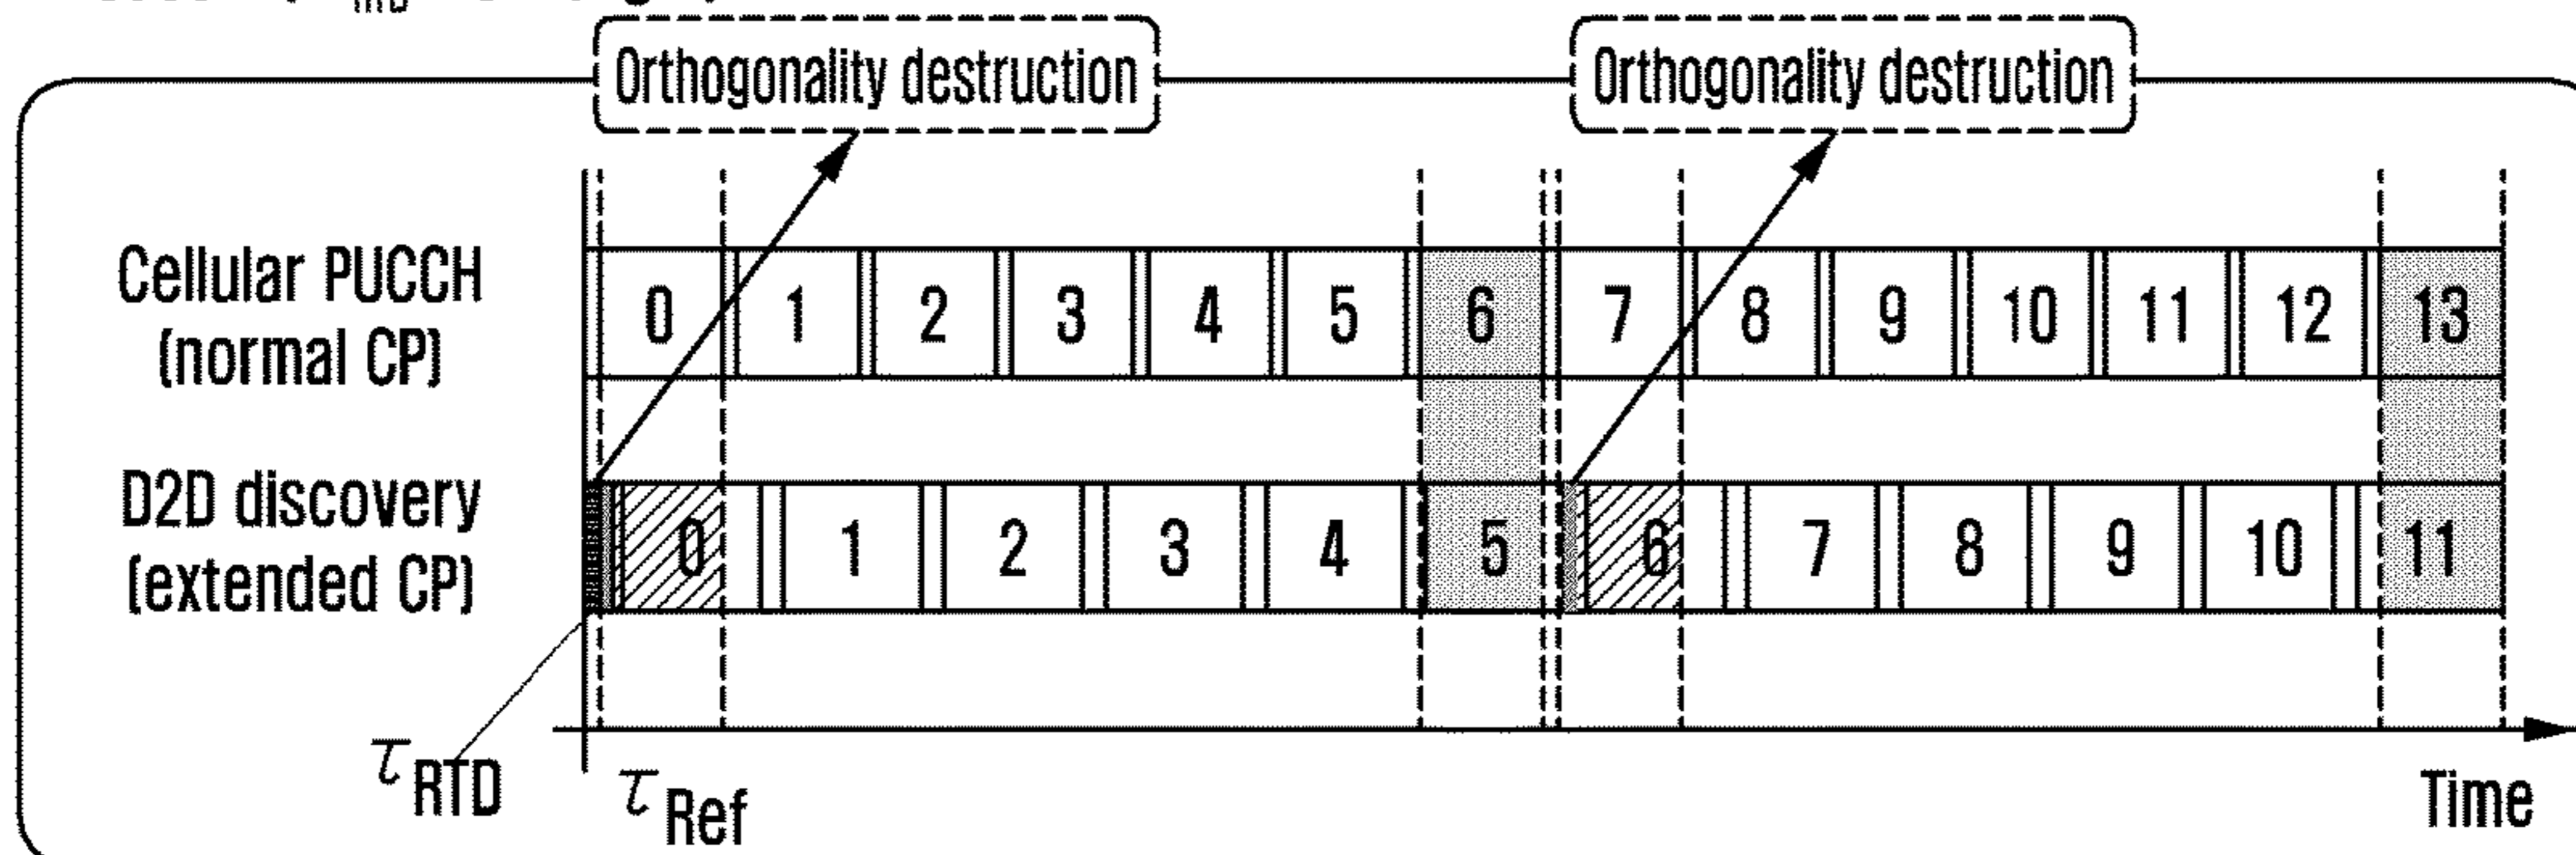 Orthogonality destruction
Orthogonality destruction
Cellular PUCCH
(normal CP)
0 1 2 3 4 5 6 7 8 9 10 11 12 13
D2D discovery
(extended CP)
0 1 2 3 4 5 6 7 8 9 10 11
τRTD
τRef
Time